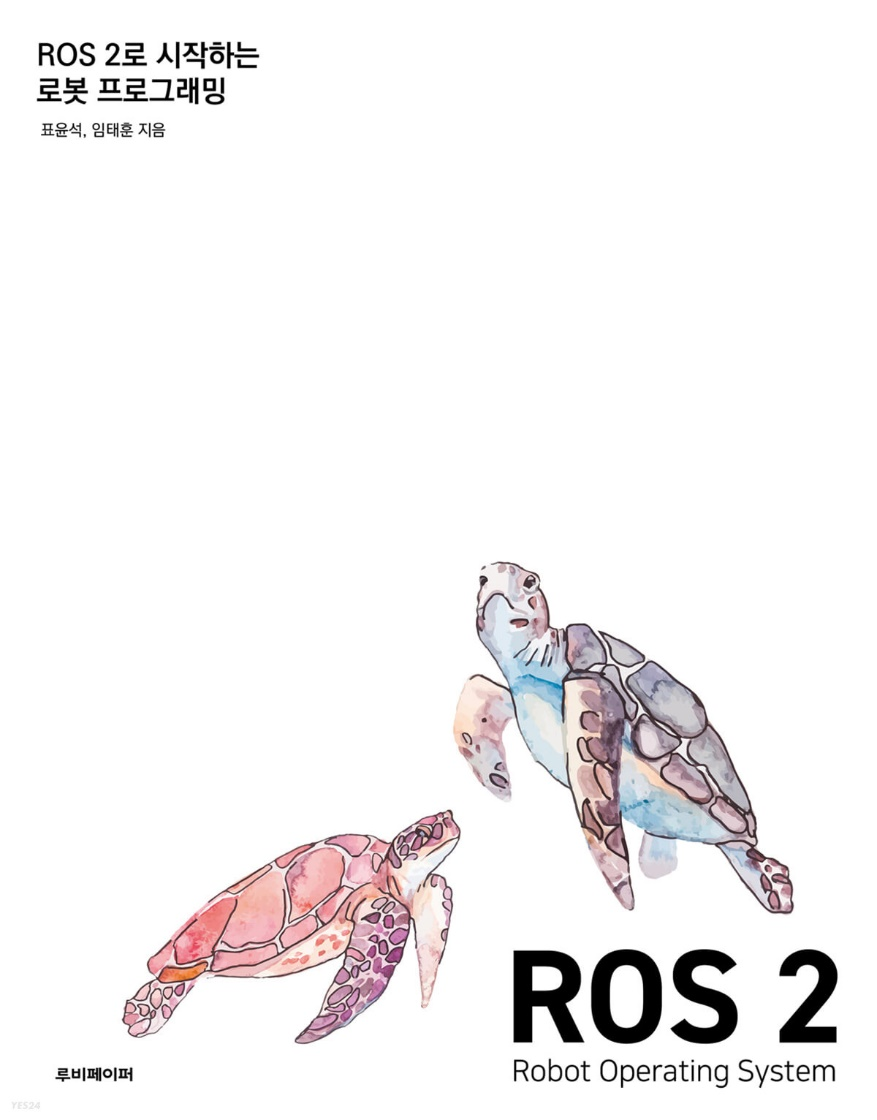 ROS 2로 시작하는
로봇 프로그래밍
표윤석, 임태훈 지음
ROS 2
Robot Operating System
루비페이퍼
YES24